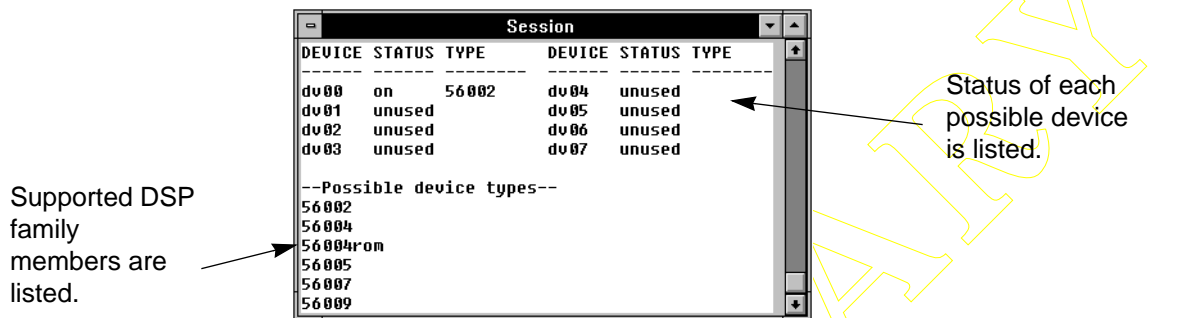 Session
DEVICE STATUS TYPE DEVICE STATUS TYPE
------ ------ -------- ------ ------ --------
dv00 on 56002 dv04 unused
dv01 unused dv05 unused
dv02 unused dv06 unused
dv03 unused dv07 unused
--Possible device types--
56002
56004
56004rom
56005
56007
56009
Status of each
possible device
is listed.
Supported DSP
family
members are
listed.